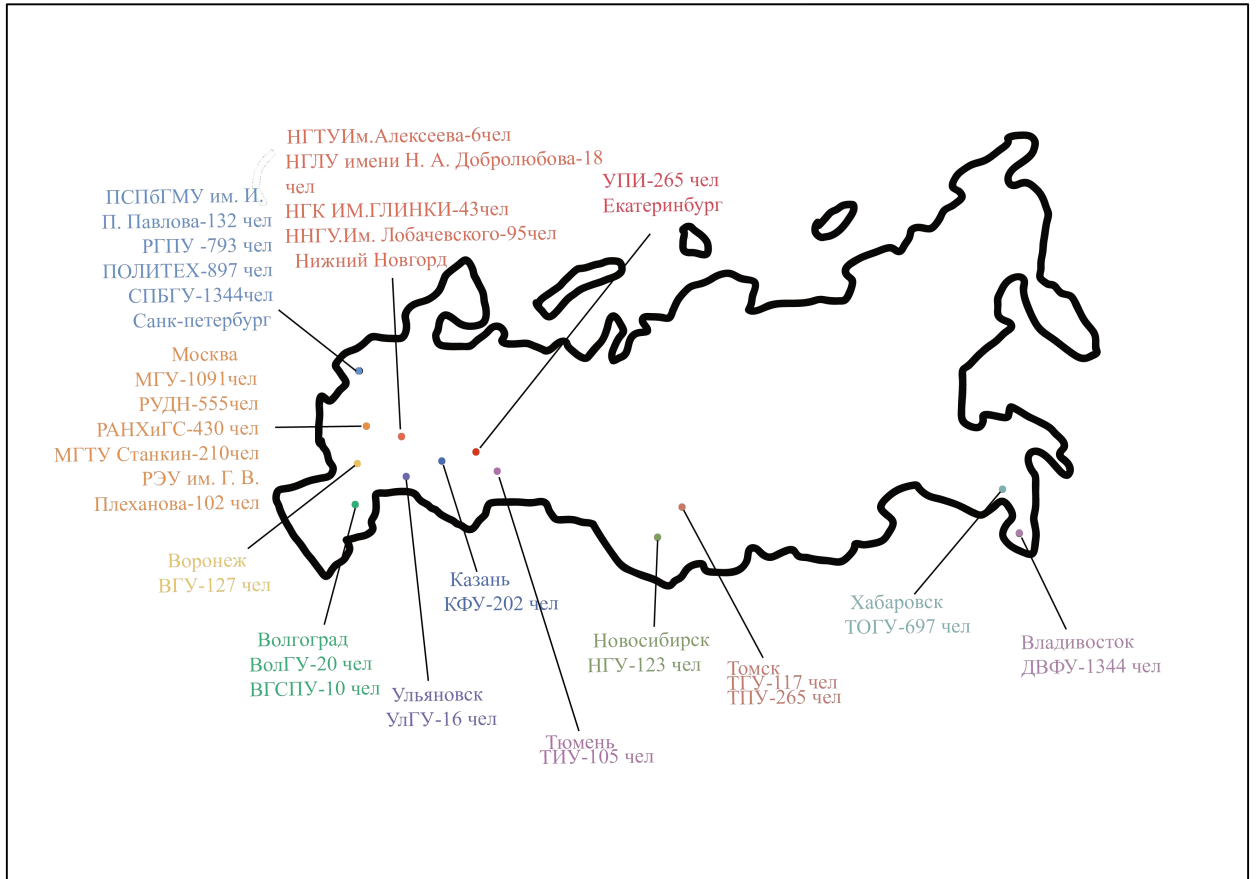 НГТУИм.Алексеева-6чел
НГЛУ имени Н. А. Добролюбова-18
чел
НГК ИМ.ГЛИНКИ-43чел
ННГУ.Им. Лобачевского-95чел
Нижний Новгорд
УПИ-265 чел
Екатеринбург
ПСПбГМУ им. И.
П. Павлова-132 чел
РГПУ -793 чел
ПОЛИТЕХ-897 чел
СПБГУ-1344чел
Санк-петербург
Москва
МГУ-1091чел
РУДН-555чел
РАНХиГС-430 чел
МГТУ Станкин-210чел
РЭУ им. Г. В.
Плеханова-102 чел
Воронеж
ВГУ-127 чел
Волгоград
ВолГУ-20 чел
ВГСПУ-10 чел
Ульяновск
УлГУ-16 чел
Казань
КФУ-202 чел
Тюмень
ТИУ-105 чел
Новосибирск
НГУ-123 чел
Томск
ТГУ-117 чел
ТПУ-265 чел
Хабаровск
ТОГУ-697 чел
Владивосток
ДВФУ-1344 чел